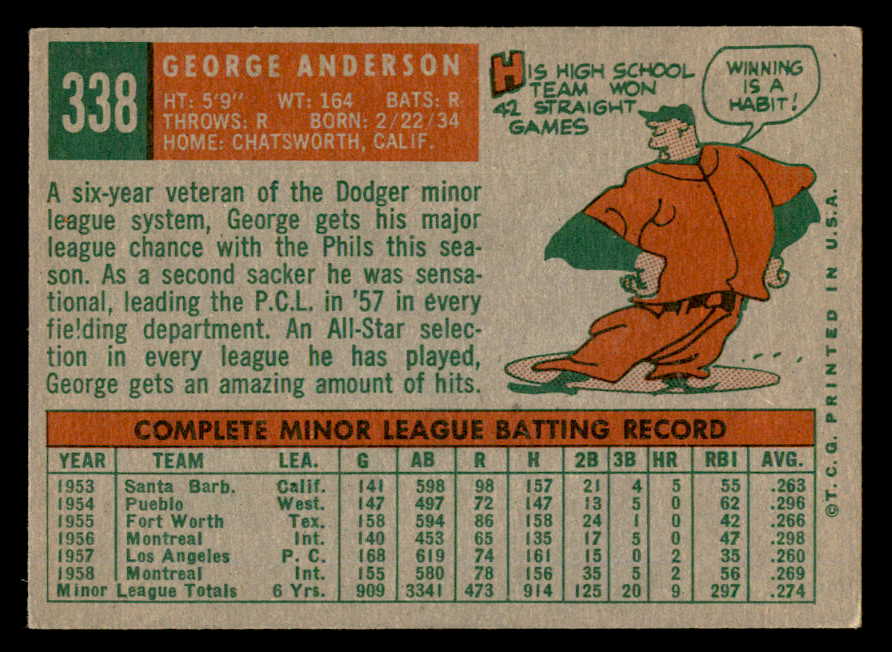 338
GEORGE ANDERSON
HT: 5'9" WT: 164 BATS: R
THROWS: R BORN: 2/22/34
HOME: CHATSWORTH, CALIF.
HIS HIGH SCHOOL
TEAM WON
42 STRAIGHT
GAMES
WINNING
IS A
HABIT!
A six-year veteran of the Dodger minor
league system, George gets his major
league chance with the Phils this sea-
son. As a second sacker he was sensa-
tional, leading the P.C.L. in '57 in every
fielding department. An All-Star selec-
tion in every league he has played,
George gets an amazing amount of hits.
©T. C. G. PRINTED IN U.S.A.
COMPLETE MINOR LEAGUE BATTING RECORD
YEAR TEAM LEA. G AB R H 2B 3B HR RBI AVG.
1953 Santa Barb. Calif. 141 598 98 157 21 4 5 55 .263
1954 Pueblo West. 147 497 72 147 13 5 0 62 .296
1955 Fort Worth Tex. 158 594 86 158 24 1 0 42 .266
1956 Montreal Int. 140 453 65 135 17 5 0 47 .298
1957 Los Angeles P. C. 168 619 74 161 15 0 2 35 .260
1958 Montreal Int. 155 580 78 156 35 5 2 56 .269
Minor League Totals 6 Yrs. 909 3341 473 914 125 20 9 297 .274